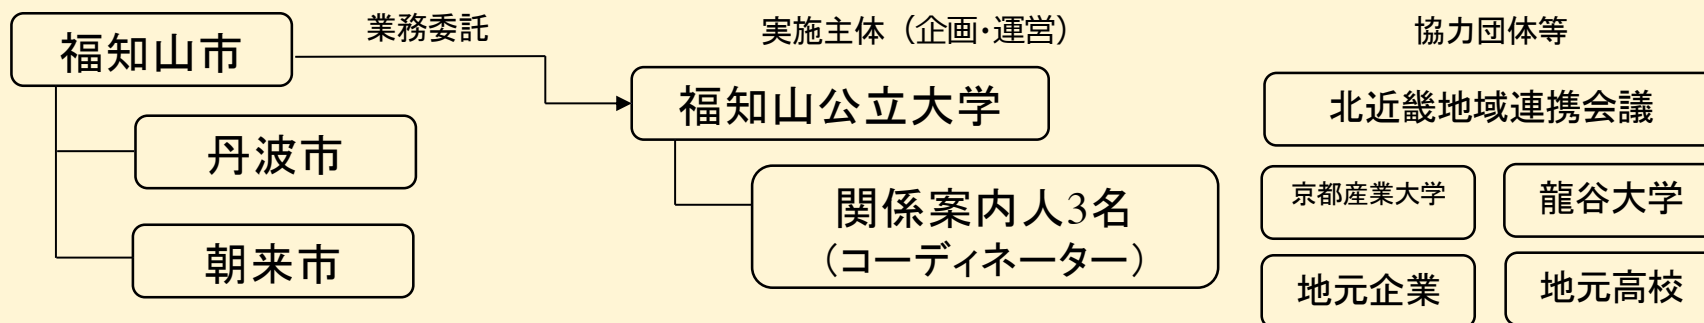 業務委託
実施主体（企画・運営）
協力団体等
福知山市
丹波市
朝来市
福知山公立大学
関係案内人3名
（コーディネーター）
北近畿地域連携会議
京都産業大学
龍谷大学
地元企業
地元高校